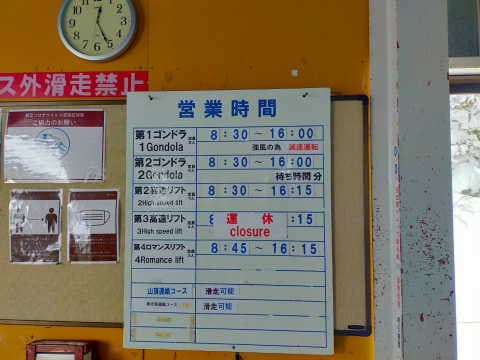 ス外滑走禁止
ご協力のお願い
営業時間
第1ゴンドラ 8:30 ～ 16:00
1Gondola 強風の為 減速運転
第2ゴンドラ 8:30 ～ 16:00
2Gondola 待ち時間 分
第2高速リフト 8:30 ～ 16:15
2High speed lift
第3高速リフト 8 運休 :15
3High speed lift closure
第4ロマンスリフト 8:45 ～ 16:15
4Romance lift
山頂連絡コース 滑走可能
滑走可能